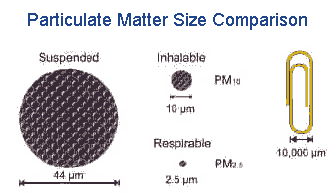 Particulate Matter Size Comparison
Suspended
44 µm
Inhalable
PM₁₀
10 µm
Respirable
PM₂.₅
2.5 µm
10,000 µm